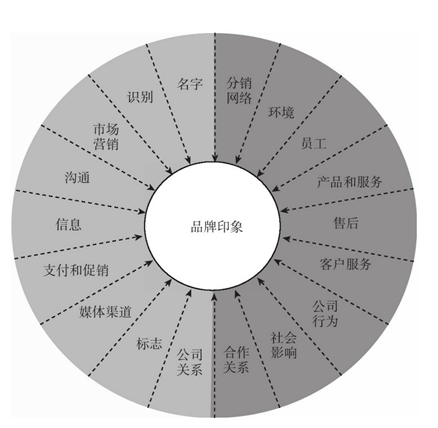 名字
分销
网络
环境
员工
产品和服务
售后
客户服务
公司
行为
社会
影响
合作
关系
公司
关系
标志
媒体渠道
支付和促销
信息
沟通
市场
营销
识别
品牌印象